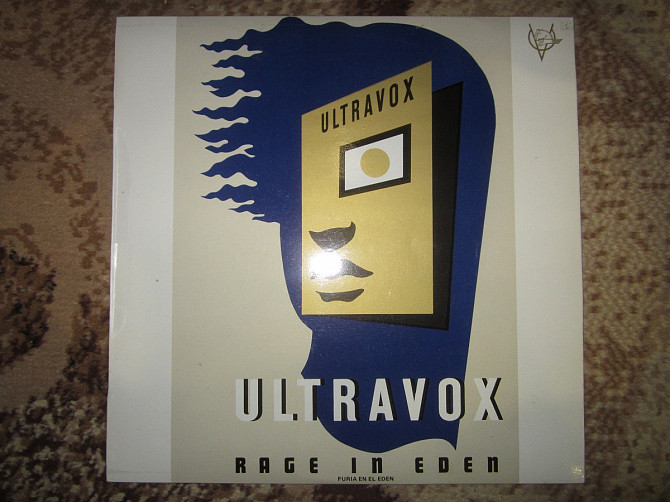 ULTRAVOX
ULTRAVOX
RAGE IN EDEN
FURIA EN EL EDEN